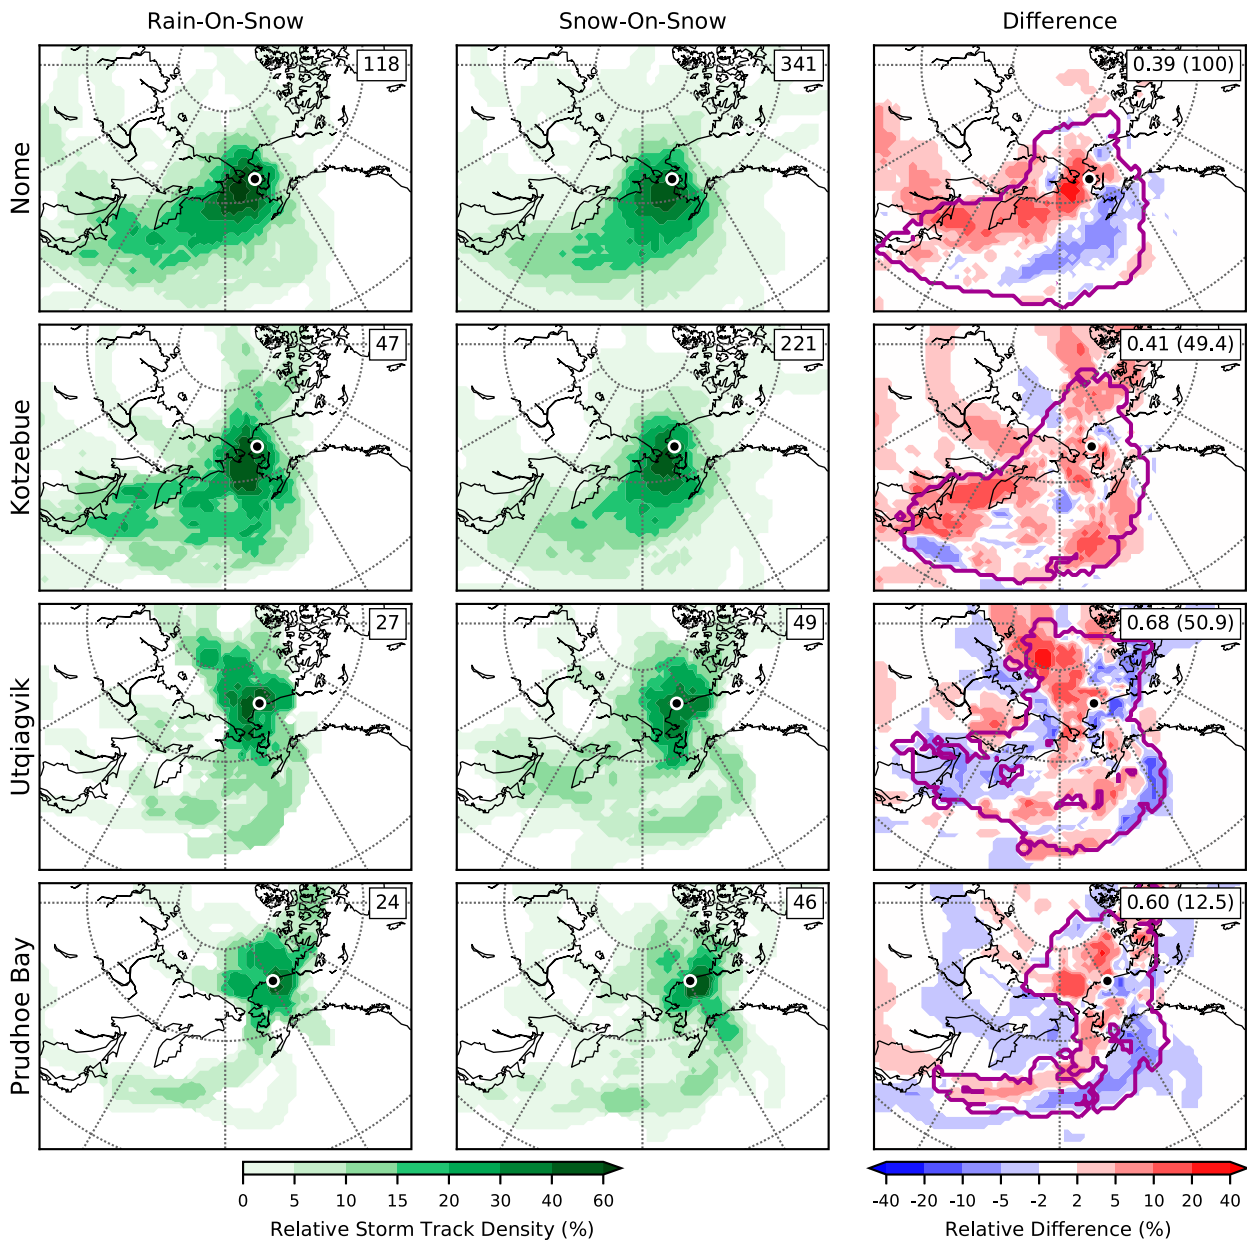 Rain-On-Snow Snow-On-Snow Difference
Nome 118 341 0.39 (100)
Kotzebue 47 221 0.41 (49.4)
Utqiagvik 27 49 0.68 (50.9)
Prudhoe Bay 24 46 0.60 (12.5)
0 5 10 15 20 30 40 60
Relative Storm Track Density (%)
-40 -20 -10 -5 -2 2 5 10 20 40
Relative Difference (%)